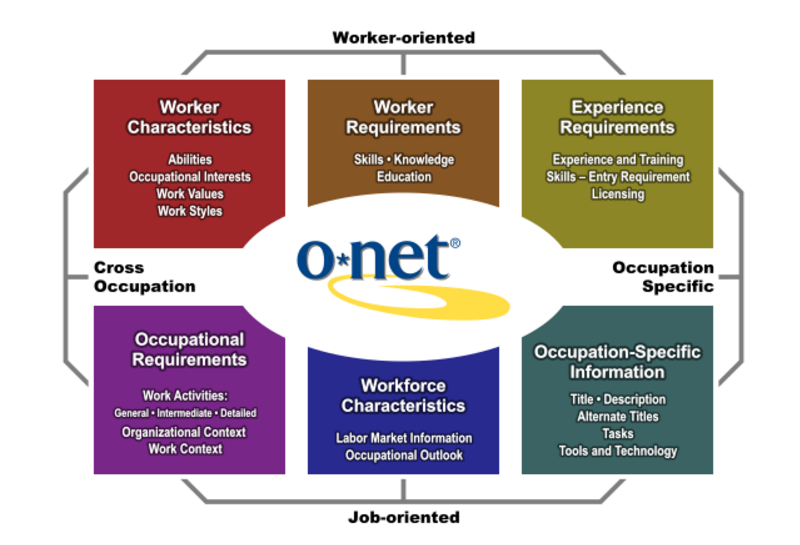 Worker-oriented
Worker
Characteristics
Abilities
Occupational Interests
Work Values
Work Styles
Worker
Requirements
Skills • Knowledge
Education
Experience
Requirements
Experience and Training
Skills – Entry Requirement
Licensing
o*net®
Cross
Occupation
Occupation
Specific
Occupational
Requirements
Work Activities:
General • Intermediate • Detailed
Organizational Context
Work Context
Workforce
Characteristics
Labor Market Information
Occupational Outlook
Occupation-Specific
Information
Title • Description
Alternate Titles
Tasks
Tools and Technology
Job-oriented